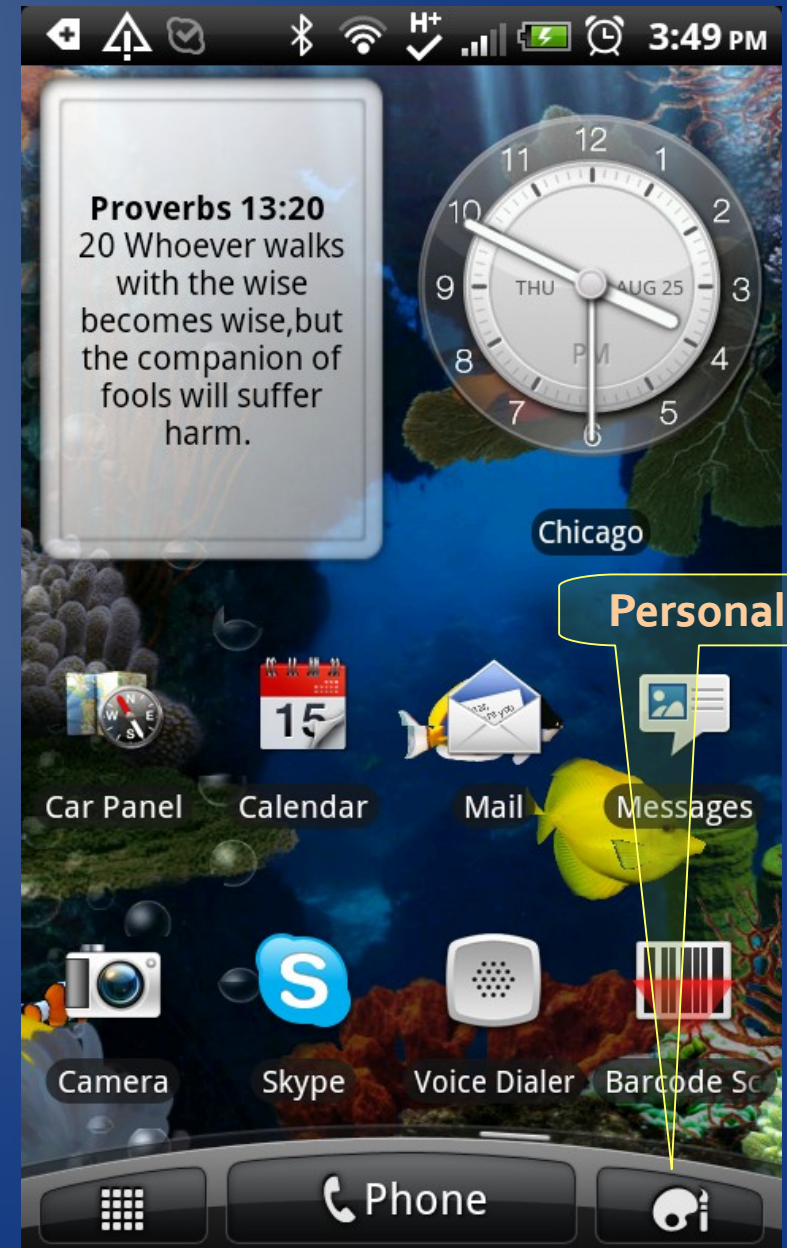 H+
3:49 PM
Proverbs 13:20
20 Whoever walks
with the wise
becomes wise,but
the companion of
fools will suffer
harm.
12
11 1
10 2
9 THU AUG 25 3
8 PM 4
7 5
6
Chicago
Personal
15
Car Panel Calendar Mail Messages
S
Camera Skype Voice Dialer Barcode Sc
Phone